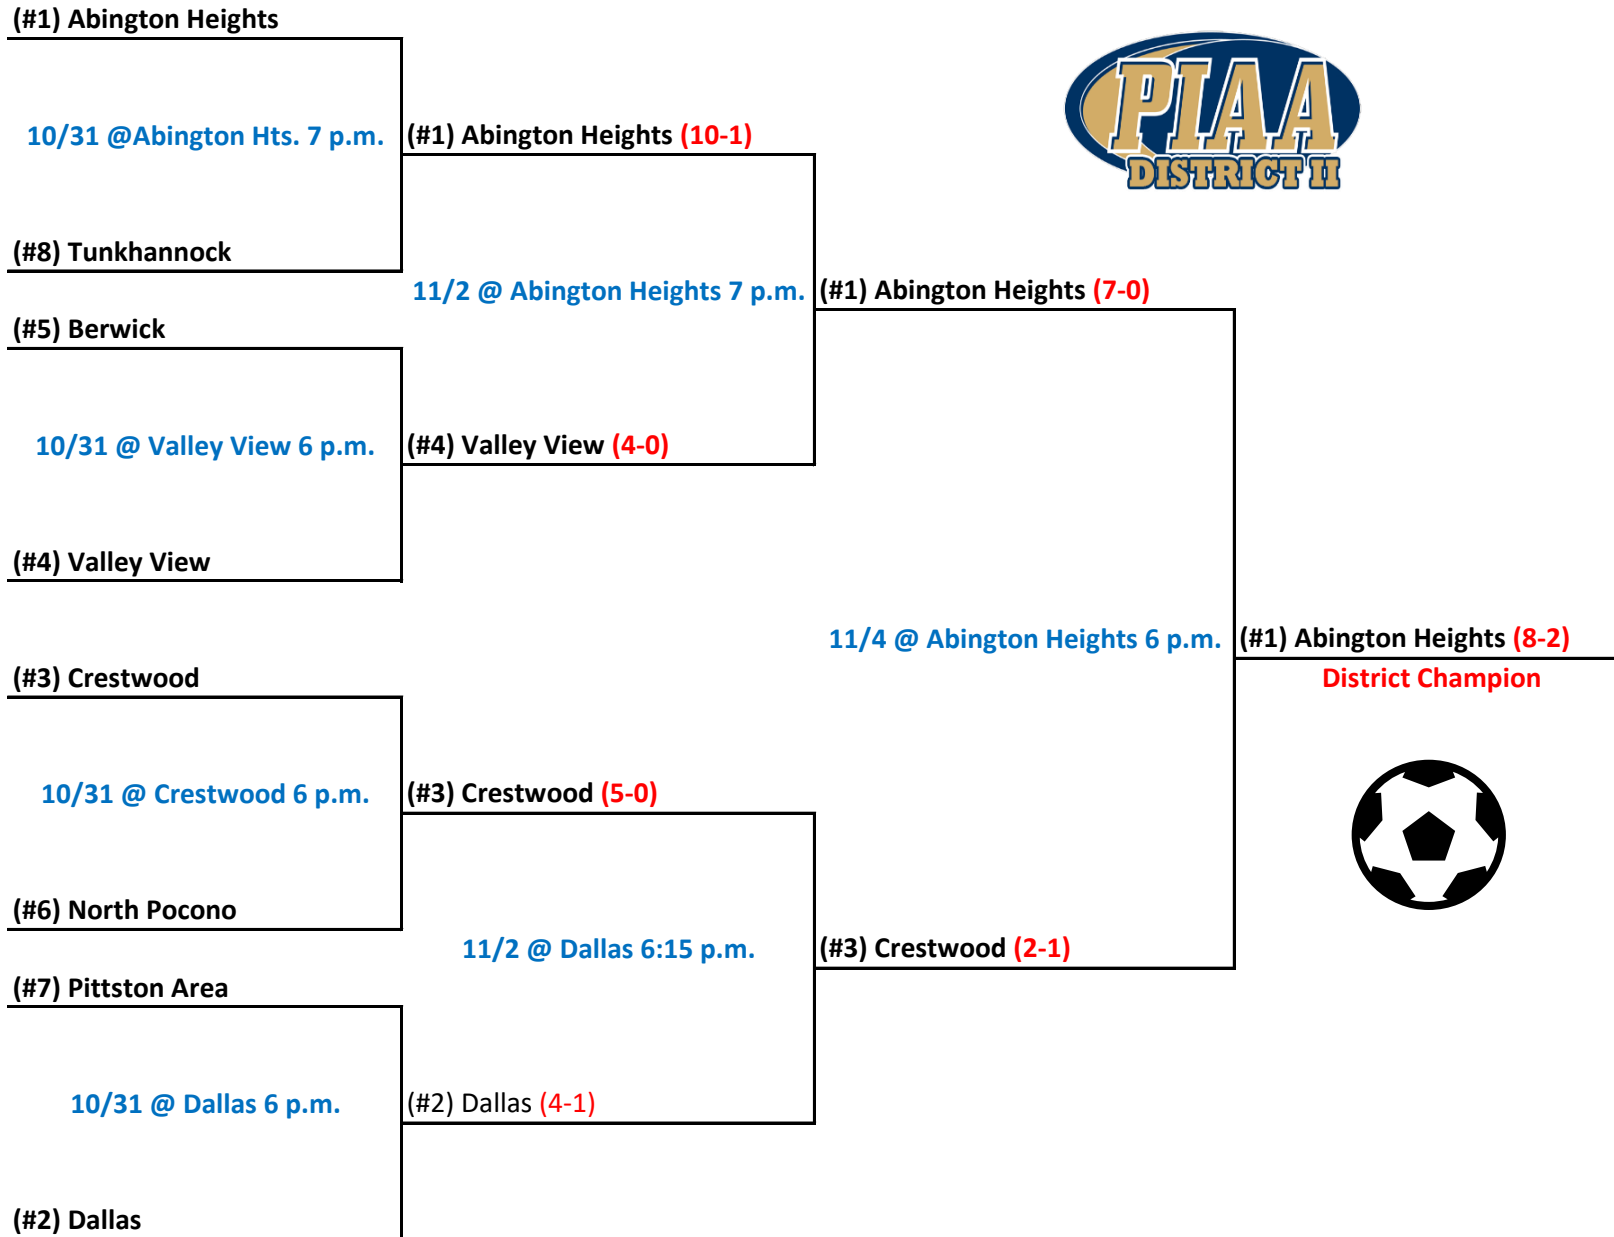 (#1) Abington Heights
PIAA
DISTRICT II
10/31 @Abington Hts. 7 p.m.
(#1) Abington Heights (10-1)
(#8) Tunkhannock
11/2 @ Abington Heights 7 p.m.
(#1) Abington Heights (7-0)
(#5) Berwick
10/31 @ Valley View 6 p.m.
(#4) Valley View (4-0)
(#4) Valley View
11/4 @ Abington Heights 6 p.m.
(#1) Abington Heights (8-2)
District Champion
(#3) Crestwood
10/31 @ Crestwood 6 p.m.
(#3) Crestwood (5-0)
(#6) North Pocono
11/2 @ Dallas 6:15 p.m.
(#3) Crestwood (2-1)
(#7) Pittston Area
10/31 @ Dallas 6 p.m.
(#2) Dallas (4-1)
(#2) Dallas